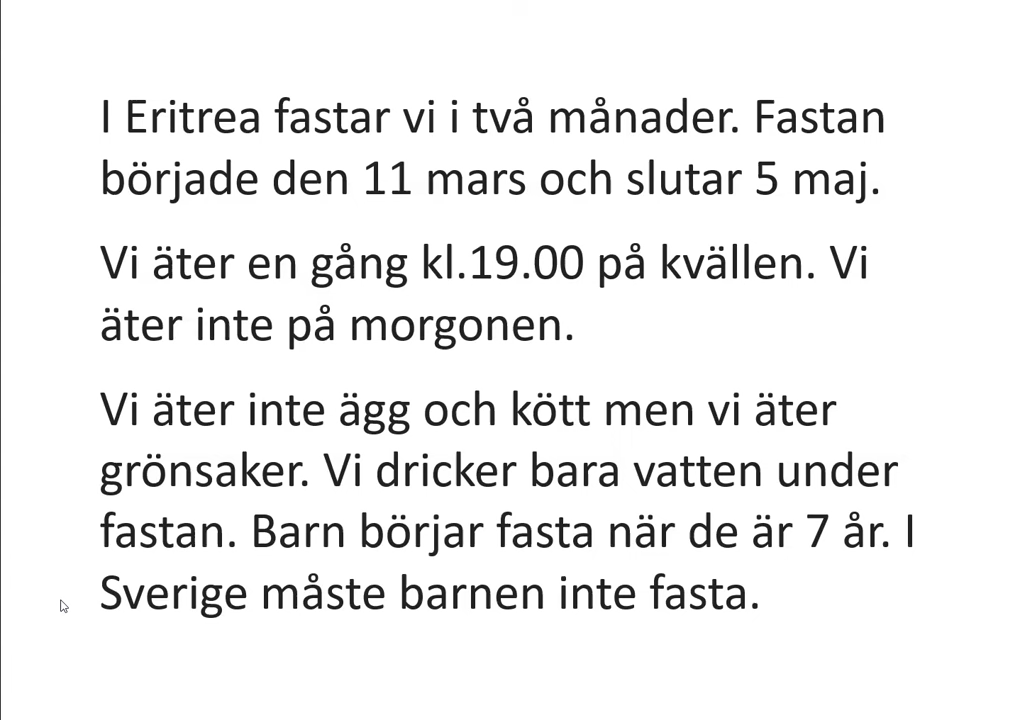 I Eritrea fastar vi i två månader. Fastan
började den 11 mars och slutar 5 maj.
Vi äter en gång kl.19.00 på kvällen. Vi
äter inte på morgonen.
Vi äter inte ägg och kött men vi äter
grönsaker. Vi dricker bara vatten under
fastan. Barn börjar fasta när de är 7 år. I
Sverige måste barnen inte fasta.